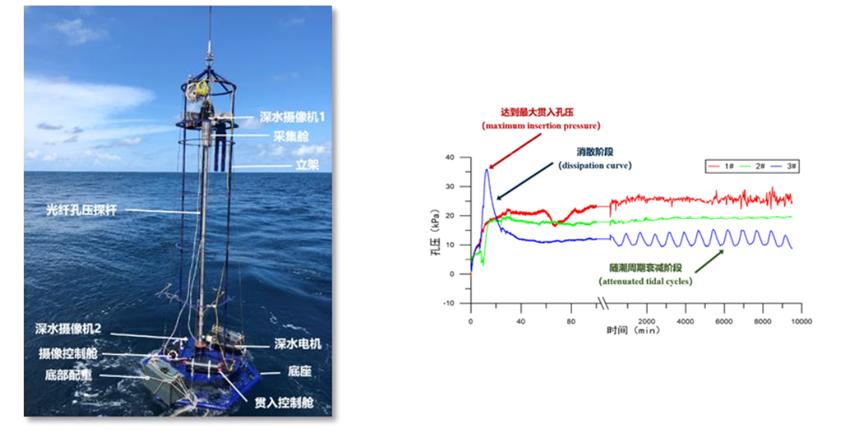 深水摄像机1
采集舱
立架
光纤孔压探杆
深水摄像机2
深水电机
摄像控制舱
底部配重
底座
贯入控制舱
达到最大贯入孔压
(maximum insertion pressure)
消散阶段
(dissipation curve)
1# 2# 3#
孔压（kPa）
40
30
20
10
0
-10
随潮周期衰减阶段
(attenuated tidal cycles)
0 40 80 2000 4000 6000 8000 10000
时间（min）